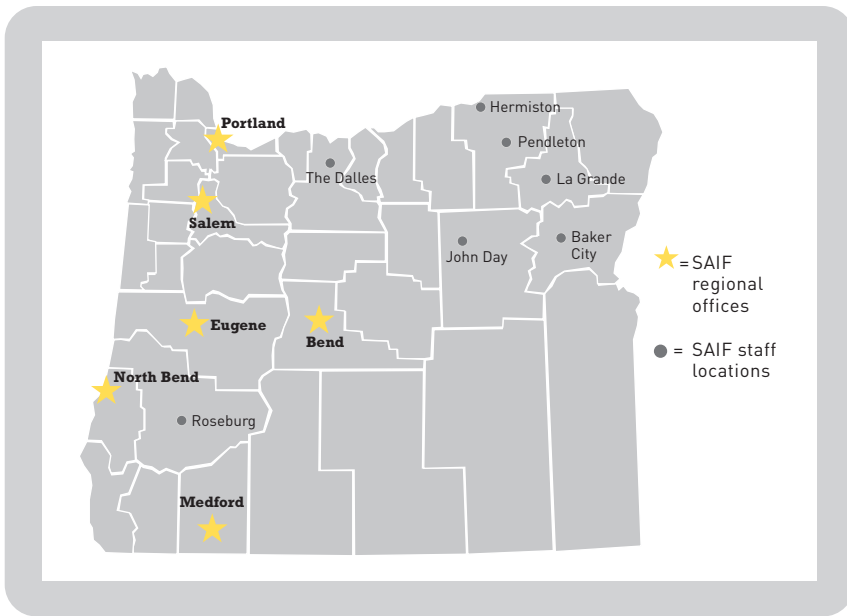 Portland
Hermiston
Pendleton
The Dalles
La Grande
Salem
Baker
City
John Day
Eugene
Bend
North Bend
Roseburg
Medford
= SAIF
regional
offices
= SAIF staff
locations